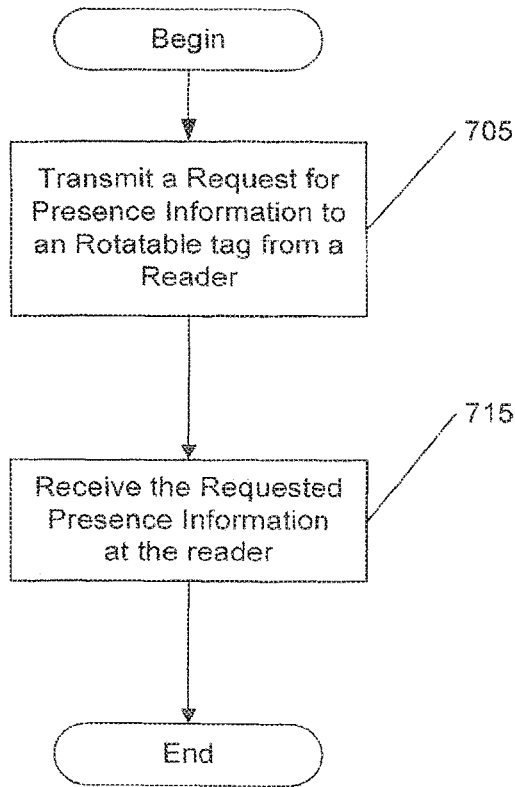 Begin
705
Transmit a Request for
Presence Information to
an Rotatable tag from a
Reader
715
Receive the Requested
Presence Information
at the reader
End